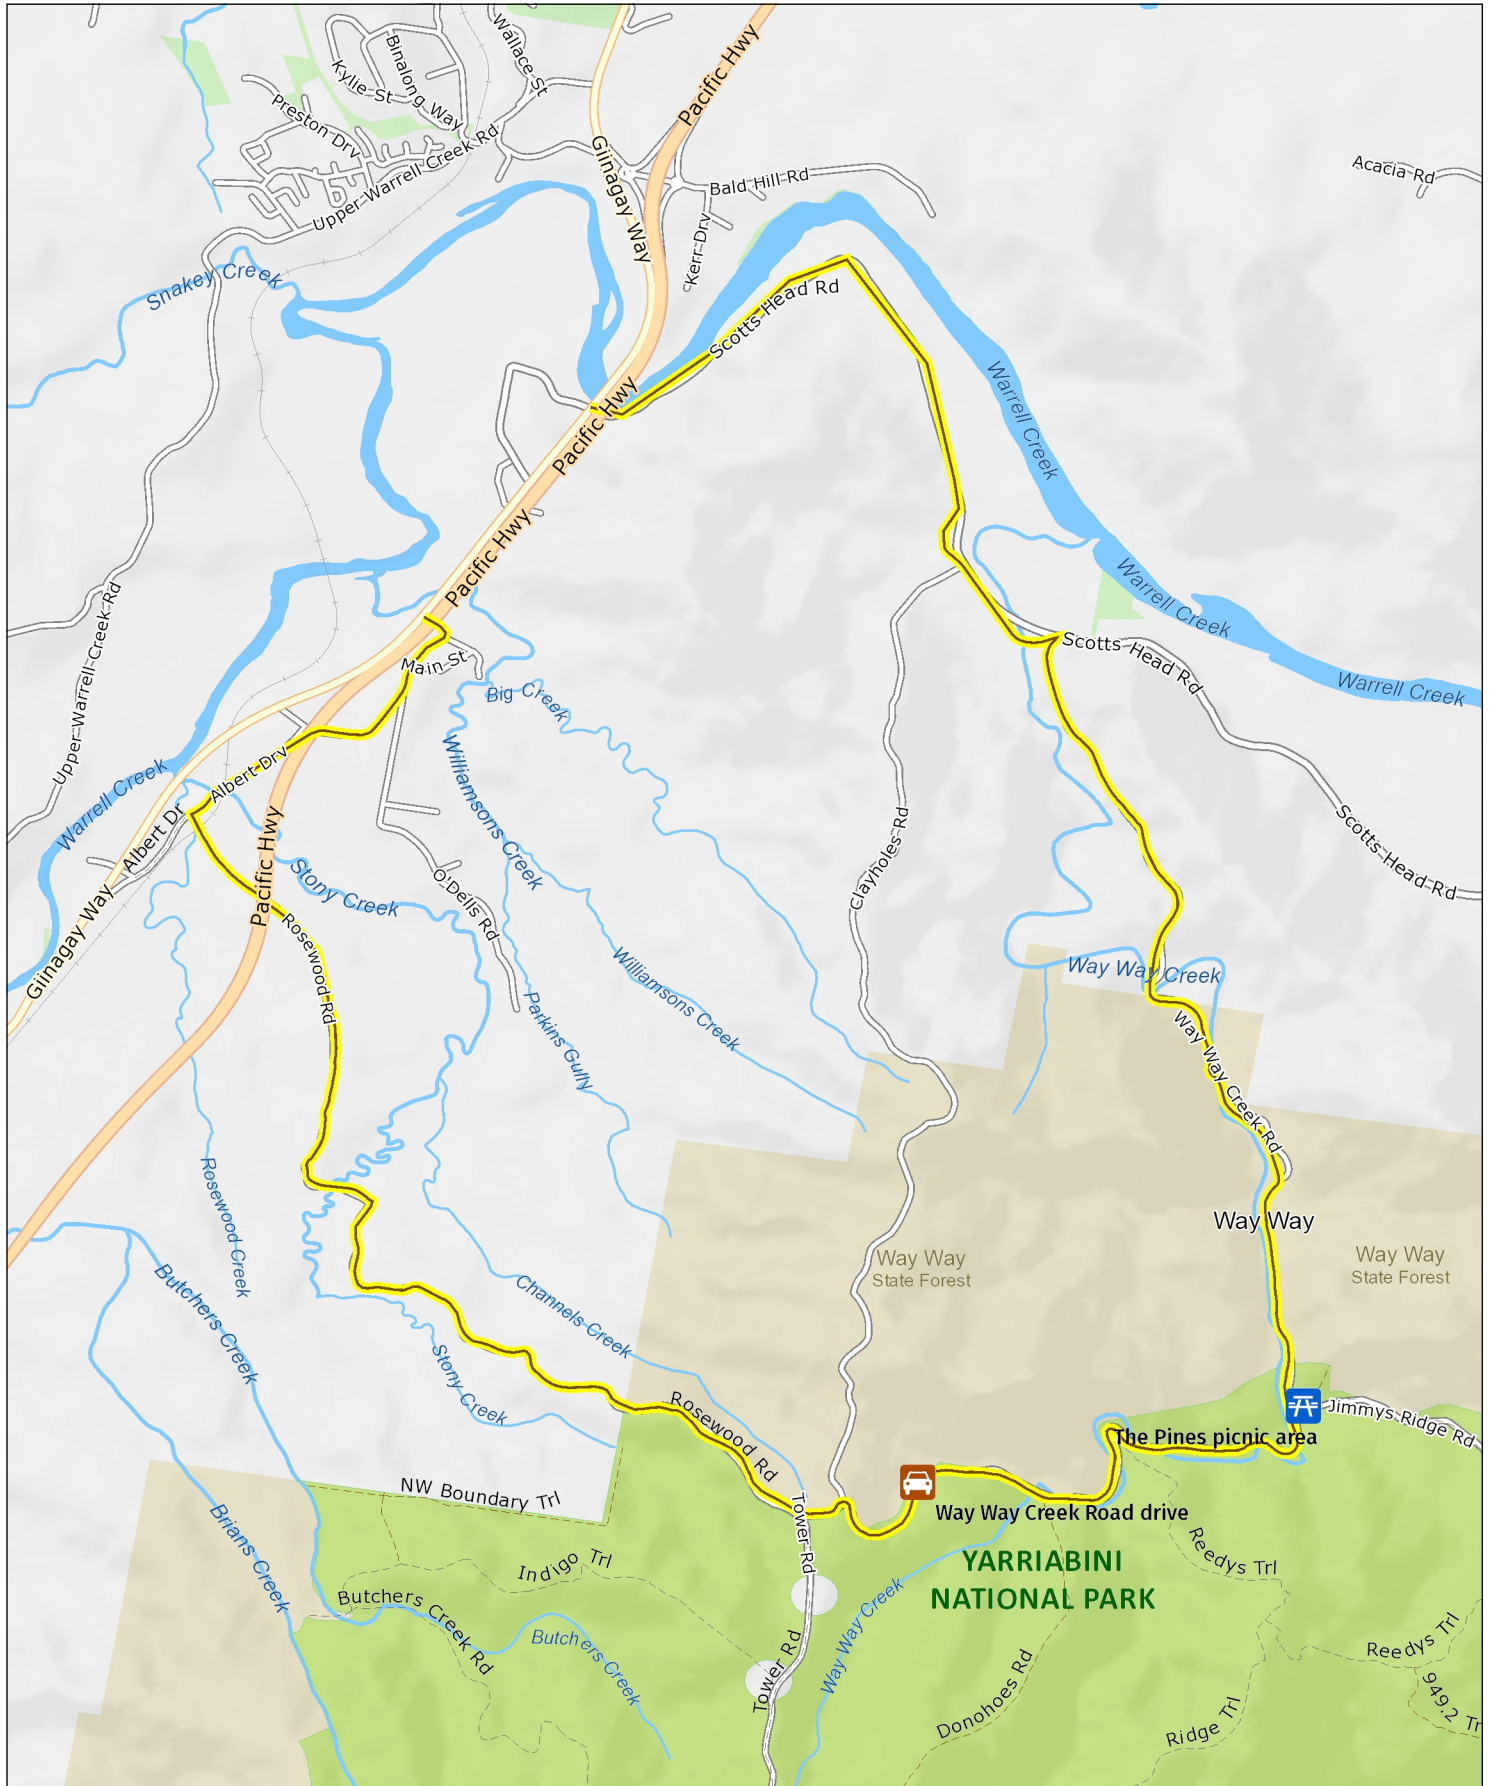 Wallace St
Pacific Hwy
Binalong Way
Kylie St
Preston Drv
Upper Warrell Creek Rd
Giinagay Way
Bald Hill Rd
Acacia Rd
Kerr Drv
Snakey Creek
Scotts Head Rd
Warrell Creek
Pacific Hwy
Pacific Hwy
Warrell Creek
Upper Warrell Creek Rd
Main St
Scotts Head Rd
Warrell Creek
Big Creek
Albert Drv
Warrell Creek
Williamsons Creek
Albert Dr
Scotts Head Rd
Clayholes Rd
Pacific Hwy
Stony Creek
O'Dells Rd
Giinagay Way
Rosewood Rd
Williamsons Creek
Way Way Creek
Parkins Gully
Way Way Creek Rd
Rosewood Creek
Way Way
Butchers Creek
Way Way
State Forest
Way Way
State Forest
Channels Creek
Stony Creek
Rosewood Rd
Jimmys Ridge Rd
The Pines picnic area
NW Boundary Trl
Tower Rd
Way Way Creek Road drive
Brians Creek
Indigo Trl
YARRIABINI
NATIONAL PARK
Reedys Trl
Butchers Creek Rd
Butchers Creek
Way Way Creek
Tower Rd
Donohoes Rd
Reedys Trl
Ridge Trl
949.2 Tr